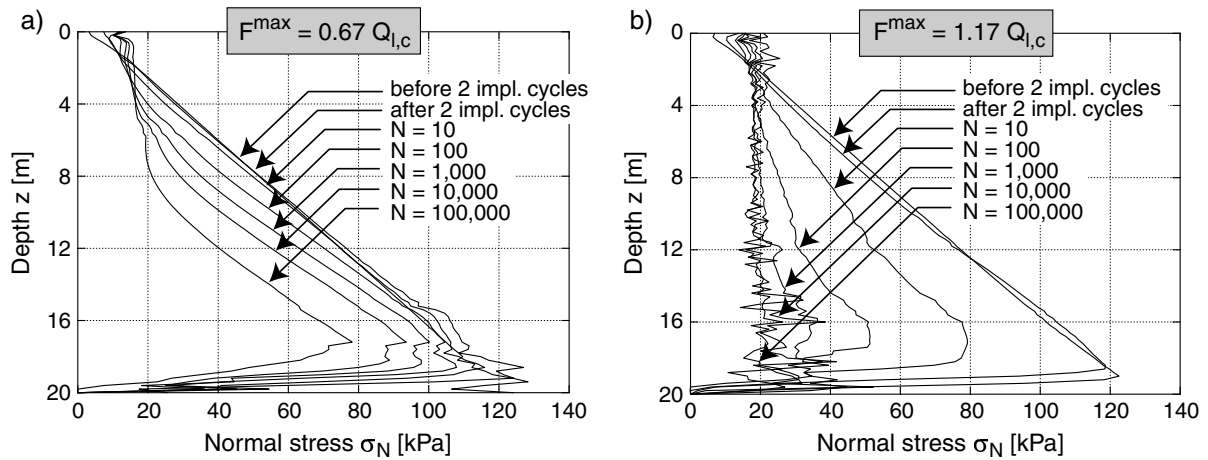 a)
F^max = 0.67 Q_l,c
0
4
8
12
16
20
Depth z [m]
before 2 impl. cycles
after 2 impl. cycles
N = 10
N = 100
N = 1,000
N = 10,000
N = 100,000
0 20 40 60 80 100 120 140
Normal stress σ_N [kPa]
b)
F^max = 1.17 Q_l,c
0
4
8
12
16
20
Depth z [m]
before 2 impl. cycles
after 2 impl. cycles
N = 10
N = 100
N = 1,000
N = 10,000
N = 100,000
0 20 40 60 80 100 120 140
Normal stress σ_N [kPa]